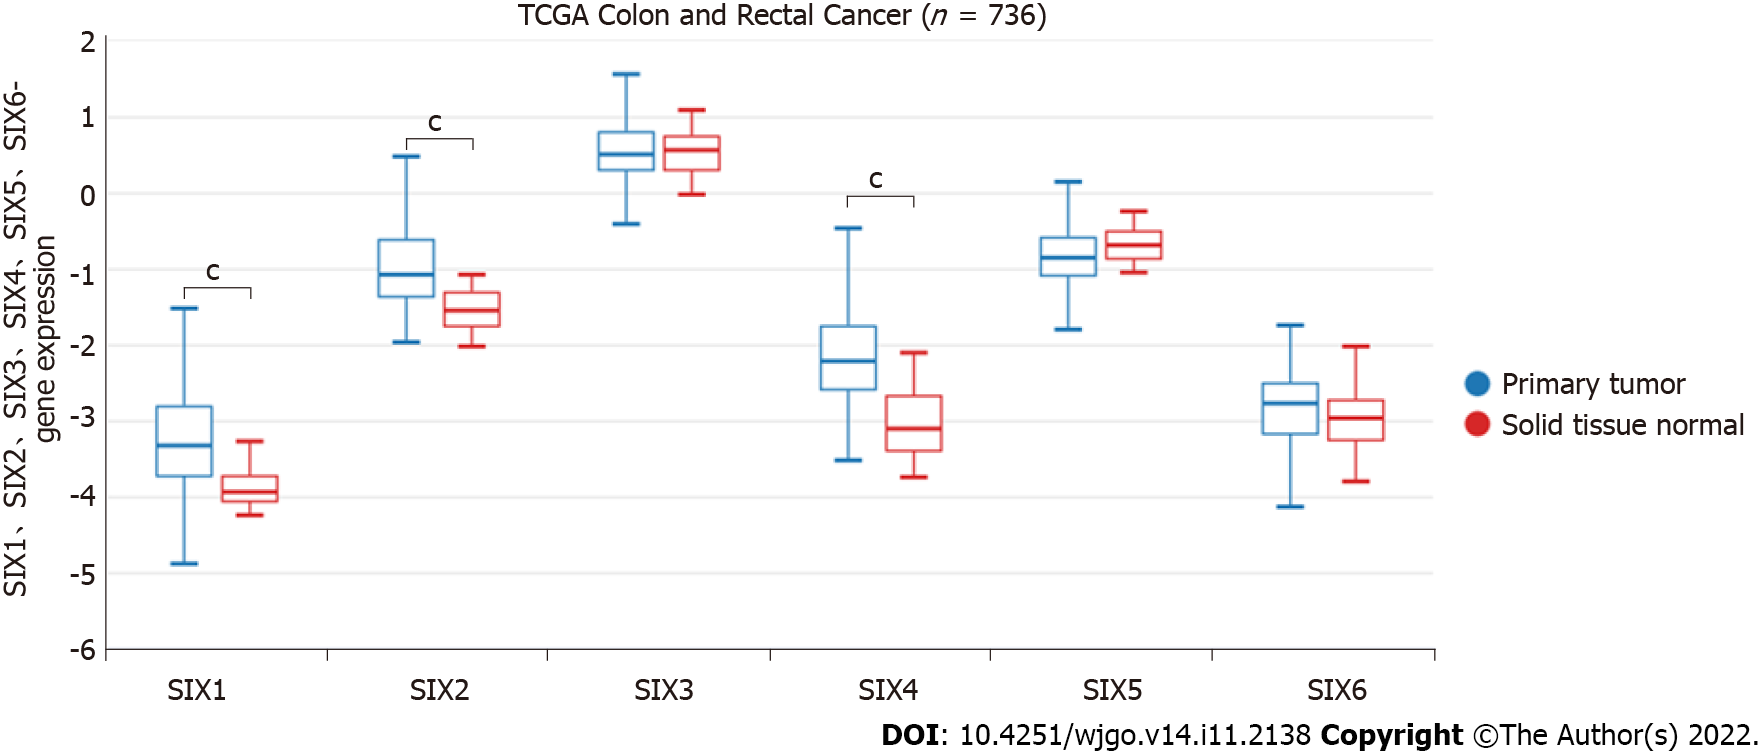 TCGA Colon and Rectal Cancer (n = 736)
SIX1、SIX2、SIX3、SIX4、SIX5、SIX6-
gene expression
2
1
0
-1
-2
-3
-4
-5
-6
c
c
c
SIX1
SIX2
SIX3
SIX4
SIX5
SIX6
Primary tumor
Solid tissue normal
DOI: 10.4251/wjgo.v14.i11.2138 Copyright ©The Author(s) 2022.